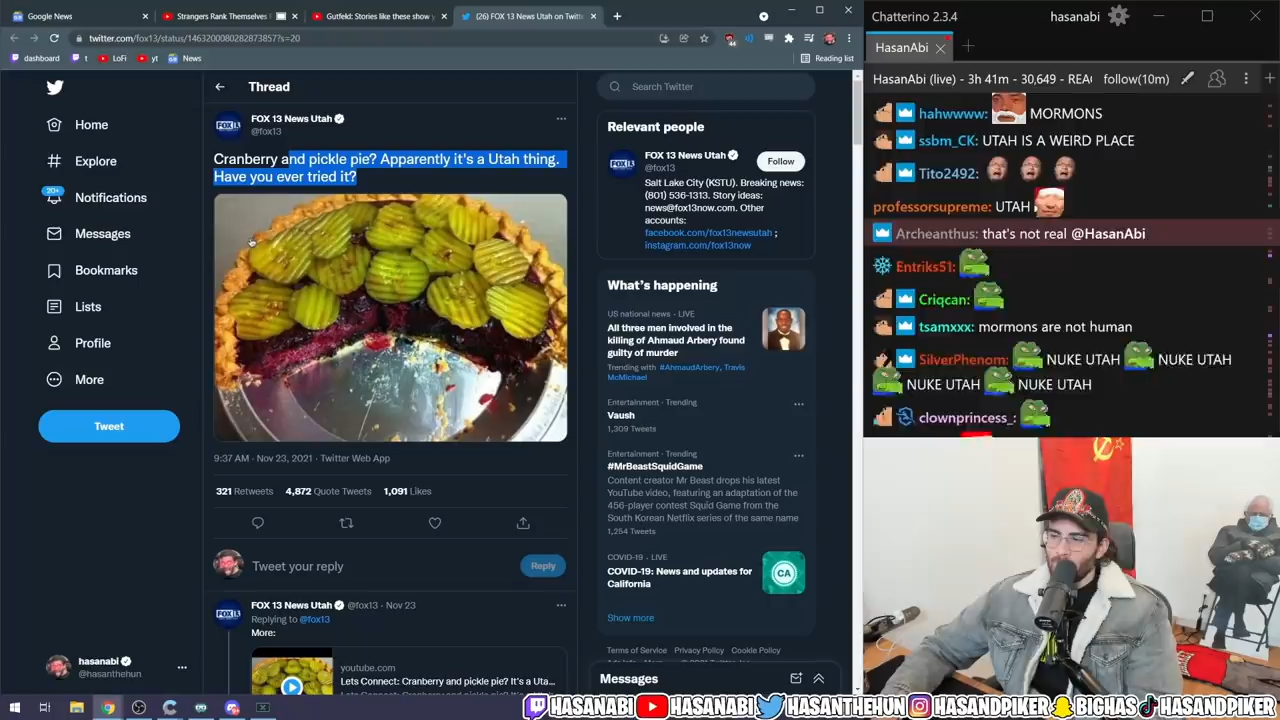 Google News
Strangers Rank Themselves
Gutfeld: Stories like these show
(26) FOX 13 News Utah on Twitt
twitter.com/fox13/status/1463200080282873857?s=20
Twitch
t
LoFi
yt
News
Reading list
Home
Explore
20+
Notifications
Messages
Bookmarks
Lists
Profile
More
Tweet
hasanabi
@hasanthehun
Thread
FOX 13 News Utah
@fox13
Cranberry and pickle pie? Apparently it's a Utah thing.
Have you ever tried it?
9:37 AM · Nov 23, 2021 · Twitter Web App
321 Retweets 4,872 Quote Tweets 1,091 Likes
Tweet your reply
Reply
FOX 13 News Utah @fox13 · Nov 23
Replying to @fox13
More:
youtube.com
Lets Connect: Cranberry and pickle pie? It's a Uta...
Search Twitter
Relevant people
FOX 13 News Utah
@fox13
Follow
Salt Lake City (KSTU). Breaking news:
(801) 536-1313. Story ideas:
news@fox13now.com. Other
accounts:
facebook.com/fox13newsutah ;
instagram.com/fox13now
What's happening
US national news · LIVE
All three men involved in the
killing of Ahmaud Arbery found
guilty of murder
Trending with #AhmaudArbery, Travis
McMichael
Entertainment · Trending
Vaush
1,309 Tweets
Entertainment · Trending
#MrBeastSquidGame
Content creator Mr Beast drops his latest
YouTube video, featuring an adaptation of the
456-player contest Squid Game from the
South Korean Netflix series of the same name
1,254 Tweets
COVID-19 · LIVE
COVID-19: News and updates for
California
CA
Show more
Terms of Service Privacy Policy Cookie Policy
Messages
Chatterino 2.3.4
hasanabi
HasanAbi
HasanAbi (live) - 3h 41m - 30,649 - REA(
follow(10m)
hahwwww: MORMONS
ssbm_CK: UTAH IS A WEIRD PLACE
Tito2492:
professorsupreme: UTAH
Archeanthus: that's not real @HasanAbi
Entriks51:
Criqcan:
tsamxxx: mormons are not human
SilverPhenom: NUKE UTAH NUKE UTAH
NUKE UTAH NUKE UTAH
clownprincess_:
HASANABI HASANABI HASANTHEHUN HASANDPIKER BIGHAS HASANDPIKER